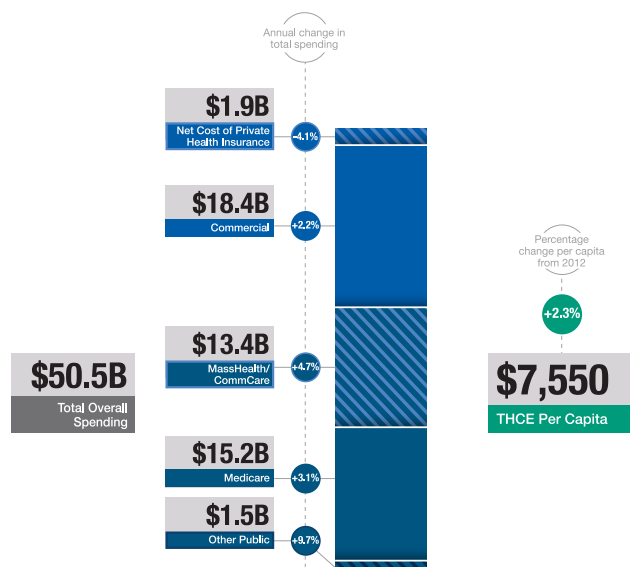 Annual change in
total spending
$1.9B
Net Cost of Private
Health Insurance
-4.1%
$18.4B
Commercial
+2.2%
Percentage
change per capita
from 2012
+2.3%
$13.4B
MassHealth/
CommCare
+4.7%
$50.5B
Total Overall
Spending
$7,550
THCE Per Capita
$15.2B
Medicare
+3.1%
$1.5B
Other Public
+9.7%